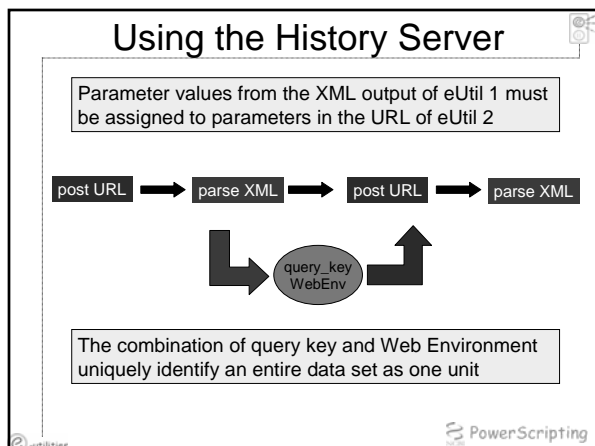 Using the History Server
Parameter values from the XML output of eUtil 1 must
be assigned to parameters in the URL of eUtil 2
post URL
parse XML
post URL
parse XML
query_key
WebEnv
The combination of query key and Web Environment
uniquely identify an entire data set as one unit
e-utilities
PowerScripting